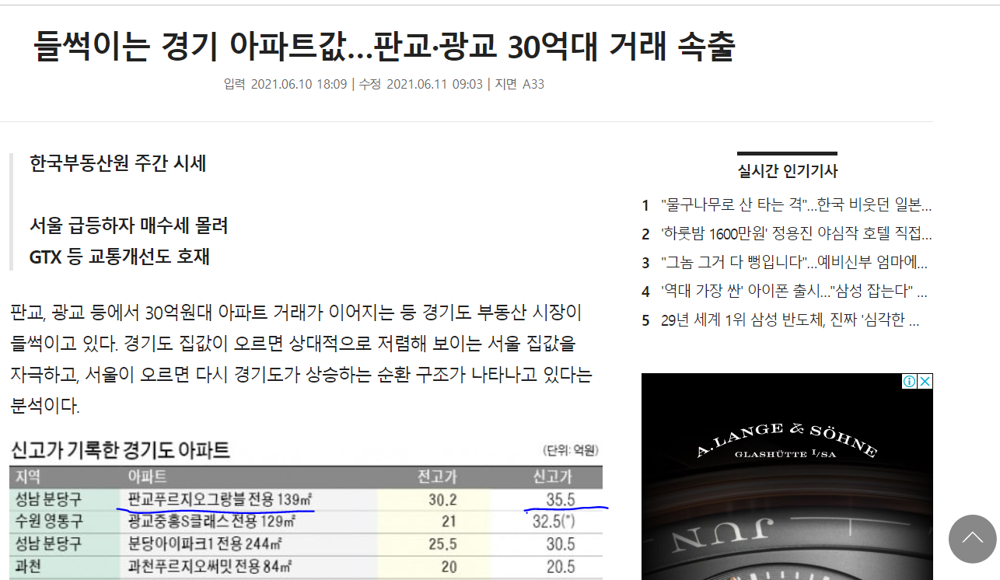 들썩이는 경기 아파트값…판교·광교 30억대 거래 속출
입력 2021.06.10 18:09 | 수정 2021.06.11 09:03 | 지면 A33
한국부동산원 주간 시세
서울 급등하자 매수세 몰려
GTX 등 교통개선도 호재
판교, 광교 등에서 30억원대 아파트 거래가 이어지는 등 경기도 부동산 시장이
들썩이고 있다. 경기도 집값이 오르면 상대적으로 저렴해 보이는 서울 집값을
자극하고, 서울이 오르면 다시 경기도가 상승하는 순환 구조가 나타나고 있다는
분석이다.
신고가 기록한 경기도 아파트 (단위: 억원)
지역 아파트 전고가 신고가
성남 분당구 판교푸르지오그랑블 전용 139㎡ 30.2 35.5
수원 영통구 광교중흥S클래스 전용 129㎡ 21 32.5(*)
성남 분당구 분당아이파크1 전용 244㎡ 25.5 30.5
과천 과천푸르지오써밋 전용 84㎡ 20 20.5
실시간 인기기사
1 "물구나무로 산 타는 격"…한국 비웃던 일본...
2 '하룻밤 1600만원' 정용진 야심작 호텔 직접...
3 "그놈 그거 다 뻥입니다"…예비신부 엄마에...
4 '역대 가장 싼' 아이폰 출시…"삼성 잡는다" ...
5 29년 세계 1위 삼성 반도체, 진짜 '심각한 ...
A. LANGE & SÖHNE
GLASHÜTTE I/SA
JUN